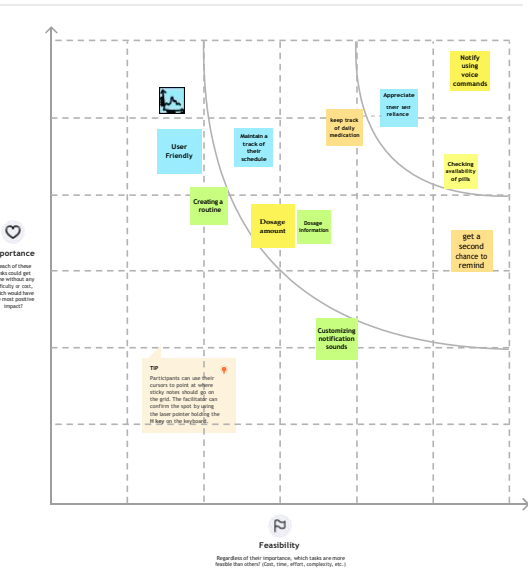 Notify
using
voice
commands
Appreciate
their self
reliance
keep track
of daily
medication
User
Friendly
Maintain a
track of
their
schedule
Checking
availability
of pills
Creating a
routine
Dosage
amount
Dosage
Information
get a
second
chance to
remind
portance
each of these
sks could get
ne without any
ficulty or cost,
ich would have
most positive
impact?
Customizing
notification
sounds
TIP
Participants can use their
cursors to point at where
sticky notes should go on
the grid. The facilitator can
confirm the spot by using
the laser pointer holding the
H key on the keyboard.
Feasibility
Regardless of their importance, which tasks are more
feasible than others? (Cost, time, effort, complexity, etc.)